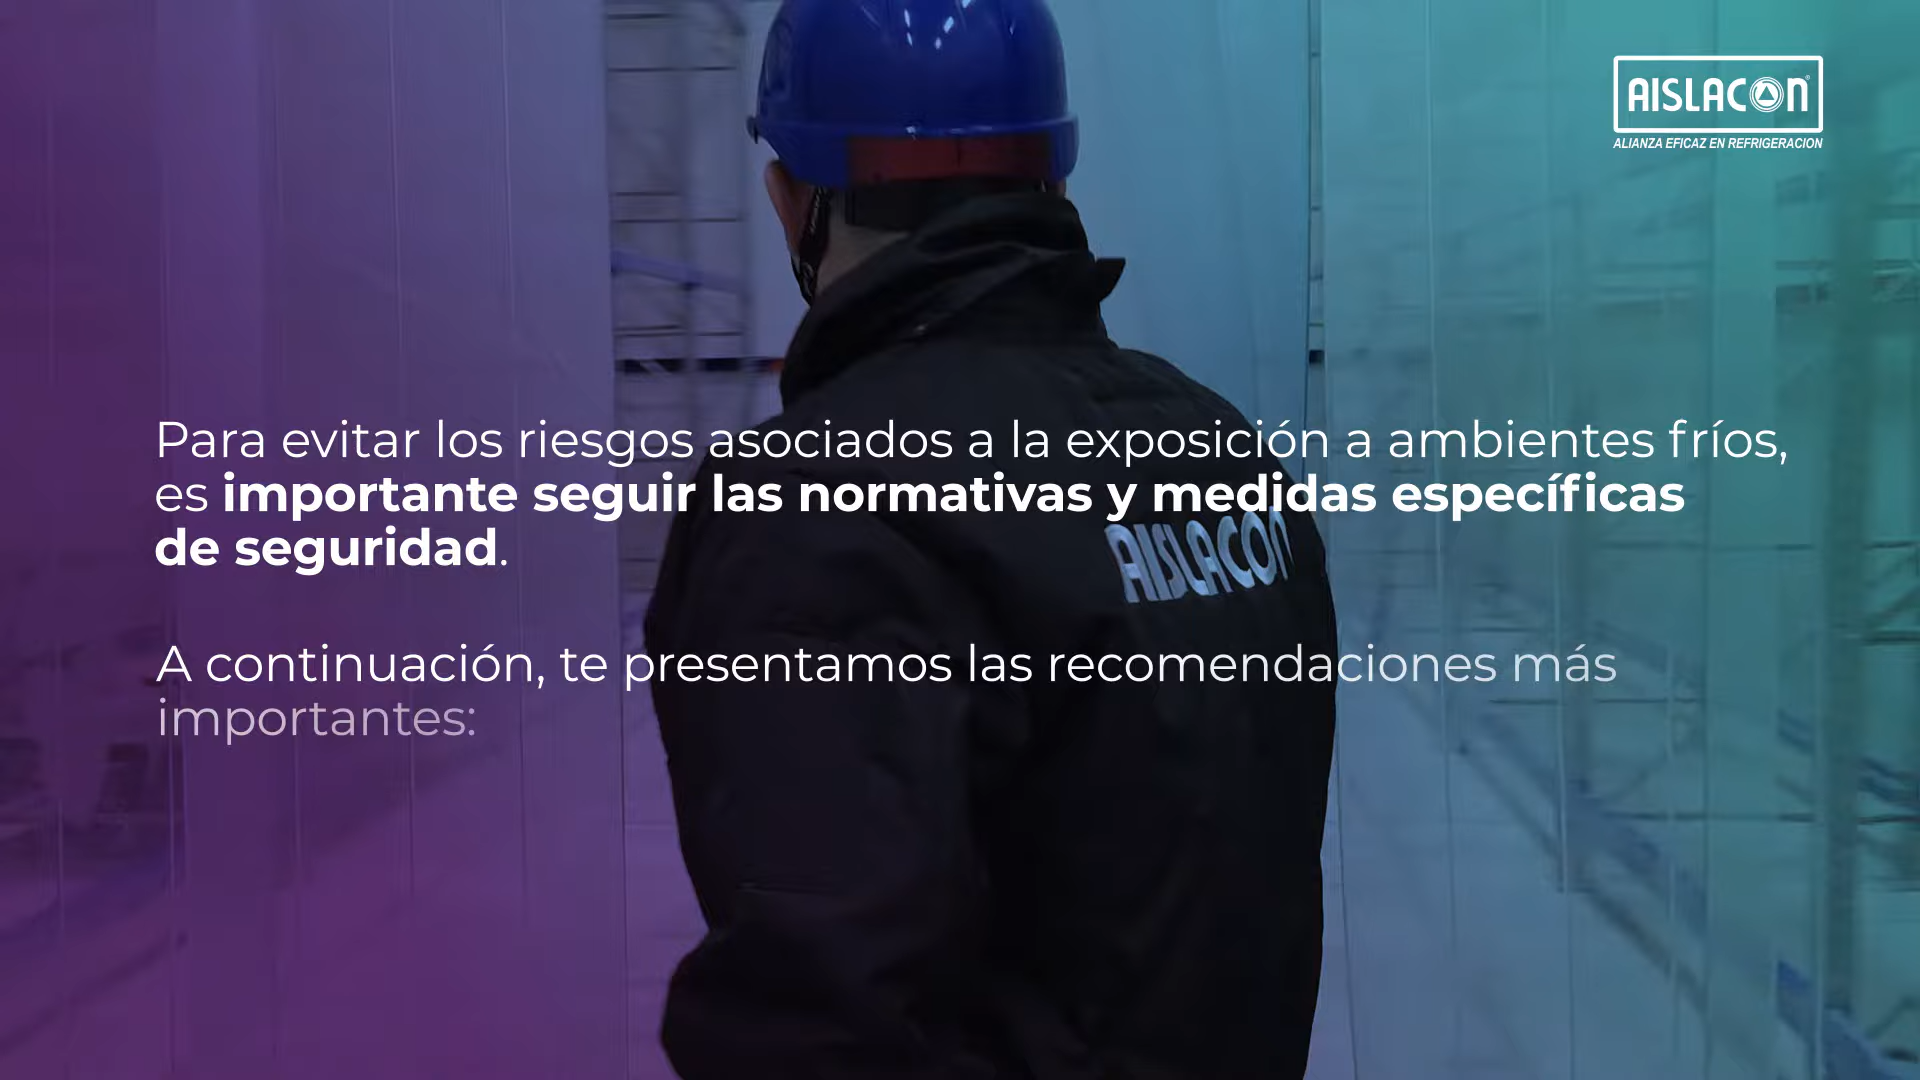 AISLACON®
ALIANZA EFICAZ EN REFRIGERACION
Para evitar los riesgos asociados a la exposición a ambientes fríos,
es importante seguir las normativas y medidas específicas
de seguridad.
AISLACON
A continuación, te presentamos las recomendaciones más
importantes: